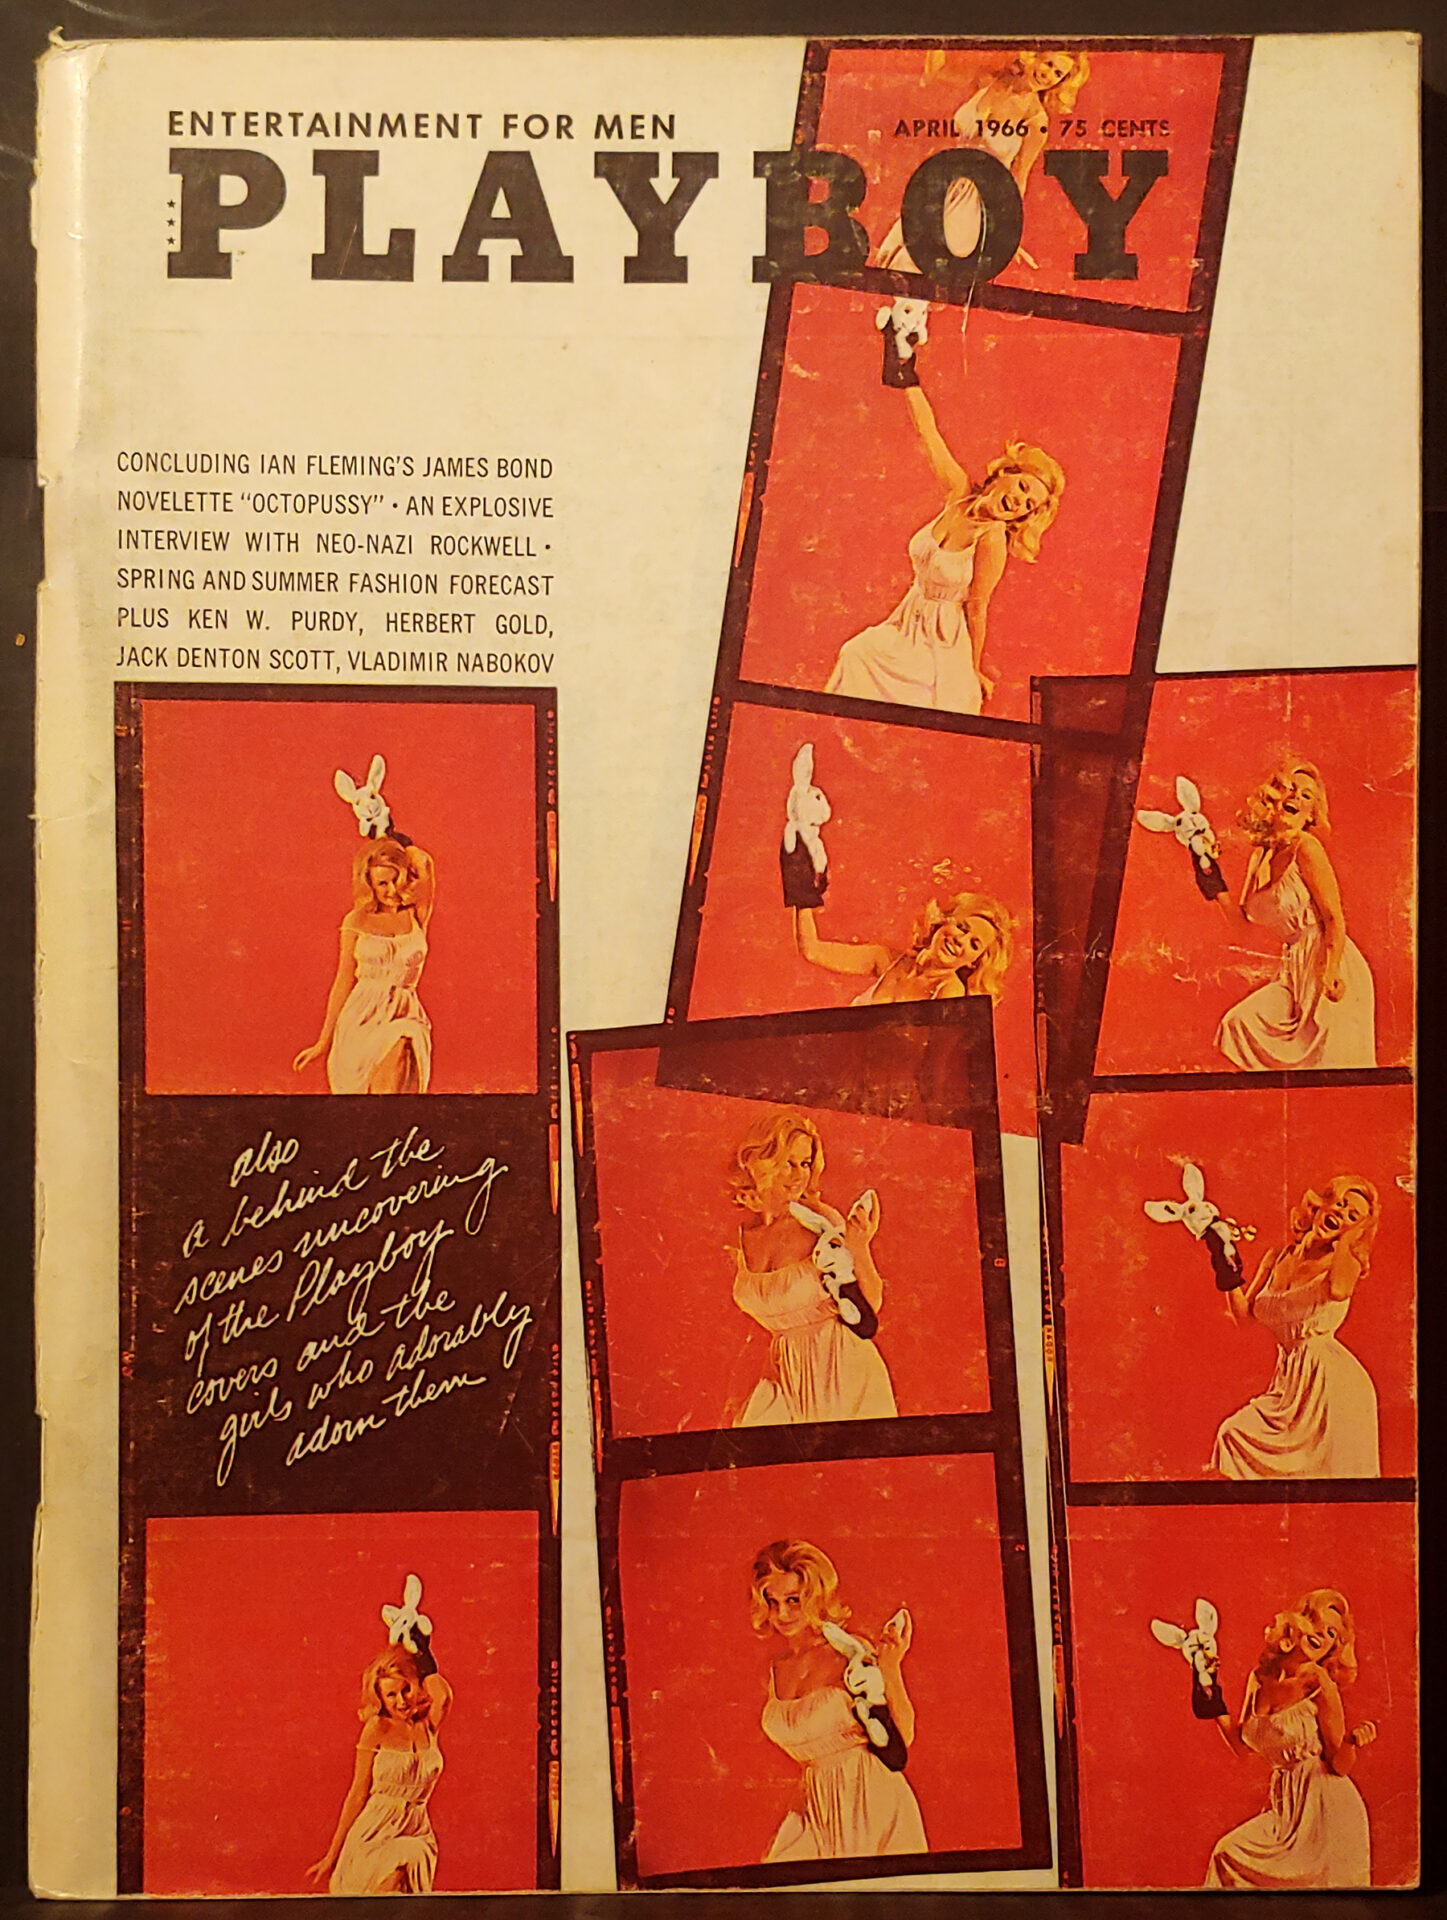 ENTERTAINMENT FOR MEN
APRIL 1966 • 75 CENTS
PLAYBOY
CONCLUDING IAN FLEMING'S JAMES BOND
NOVELETTE “OCTOPUSSY” • AN EXPLOSIVE
INTERVIEW WITH NEO-NAZI ROCKWELL •
SPRING AND SUMMER FASHION FORECAST
PLUS KEN W. PURDY, HERBERT GOLD,
JACK DENTON SCOTT, VLADIMIR NABOKOV
also
a behind the
scenes uncovering
of the Playboy
covers and the
girls who adorably
adorn them